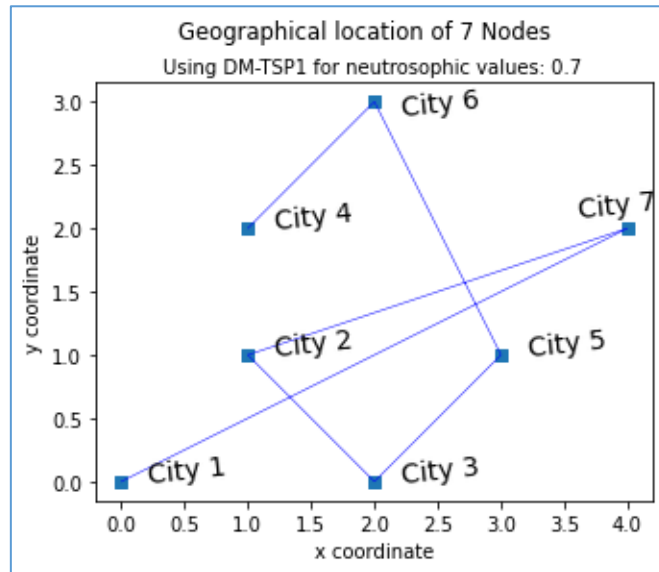 Geographical location of 7 Nodes
Using DM-TSP1 for neutrosophic values: 0.7
3.0
City 6
2.5
City 7
2.0
City 4
y coordinate
1.5
City 2
City 5
1.0
0.5
City 1
City 3
0.0
0.0 0.5 1.0 1.5 2.0 2.5 3.0 3.5 4.0
x coordinate